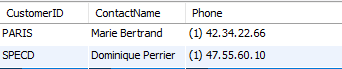 CustomerID ContactName Phone
PARIS Marie Bertrand (1) 42.34.22.66
SPECD Dominique Perrier (1) 47.55.60.10